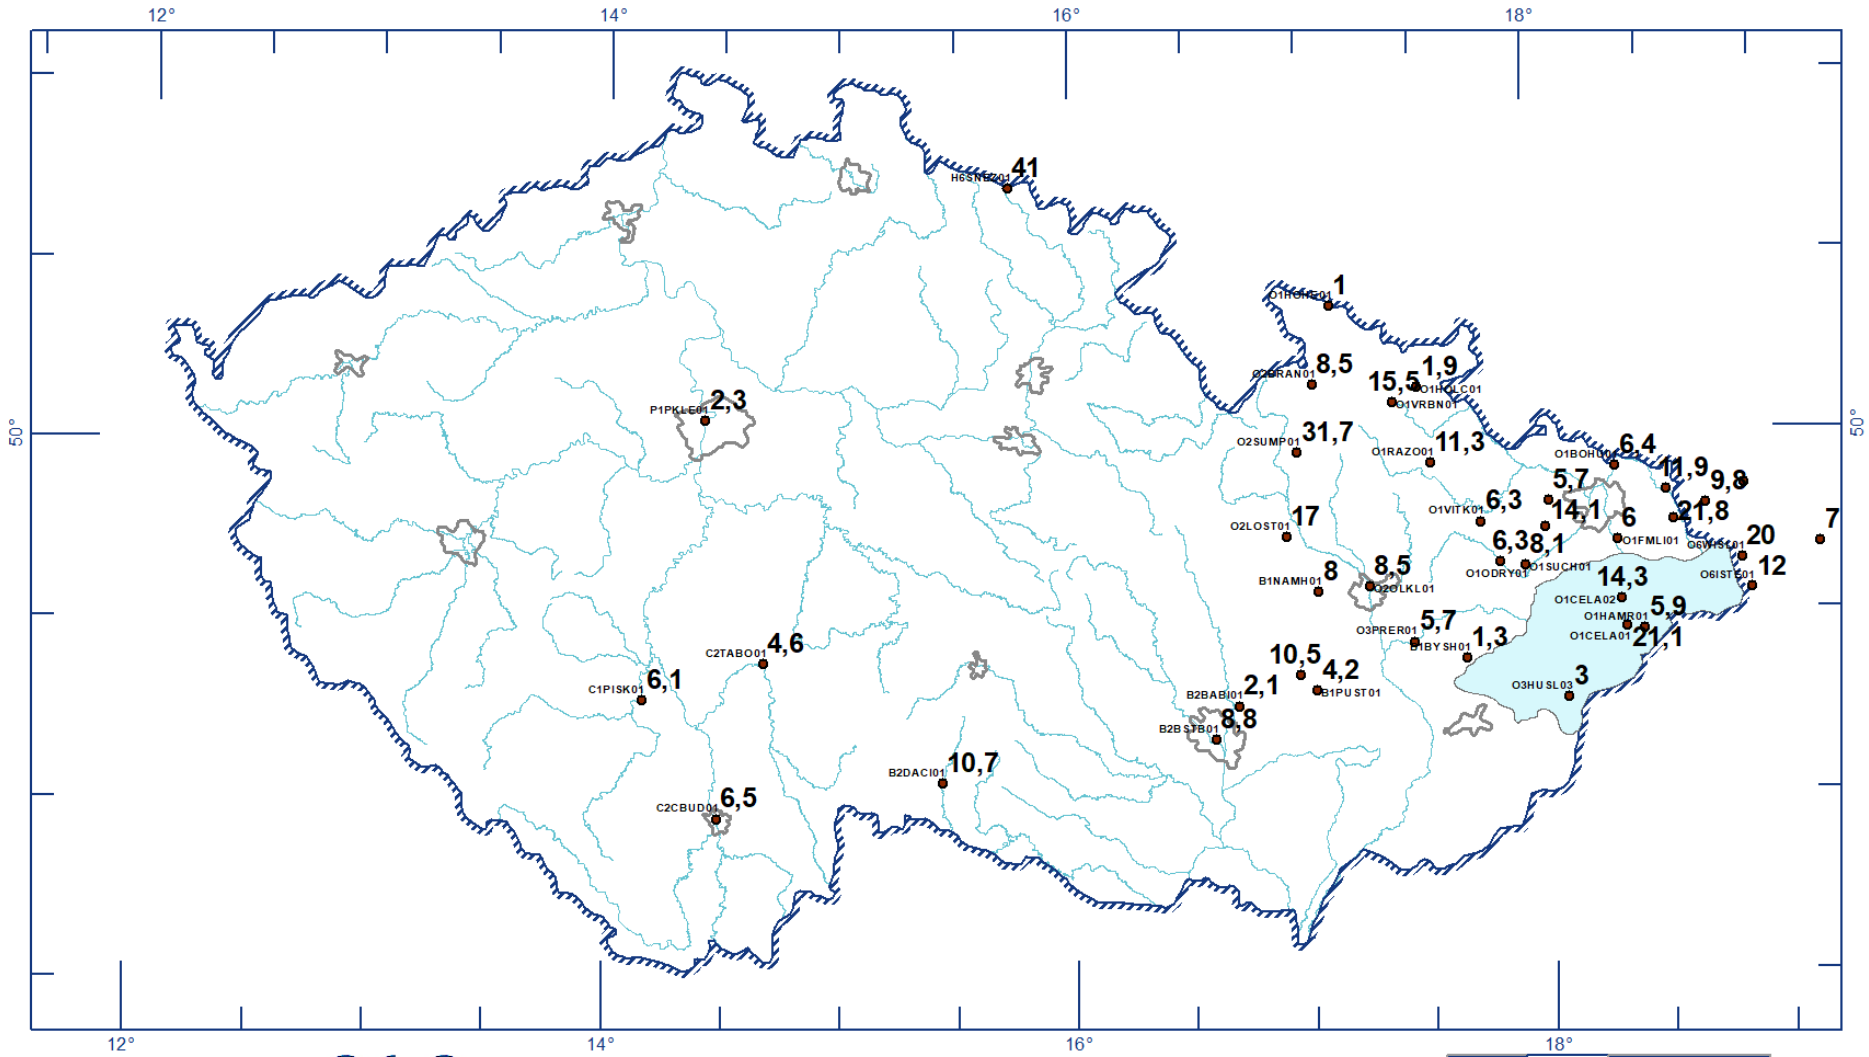 12° 14° 16° 18°
50°
50°
41
H6SNEZ01
1
8,5
1,9
15,5
O1HOLC01
O1VRBN01
2,3
P1PKLE01
31,7
O2SUMP01
11,3
O1RAZO01
6,4
11,9
9,8
5,7
6,3
O1VITK01
14,1
21,8
17
O2LOST01
6
O1FMLI01
7
20
6,3
8,1
O1ODRY01
O1SUCH01
12
8
B1NAMH01
8,5
O2OLKL01
14,3
O1CELA02
5,9
O1HAMR01
O1CELA01
21,1
5,7
O3PRER01
1,3
4,6
C2TABO01
10,5
4,2
B1PUST01
6,1
C1PISK01
3
O3HUSL03
2,1
B2BABI01
8,8
B2BSTB01
10,7
B2DACI01
6,5
C2CBUD01
12° 14° 16° 18°